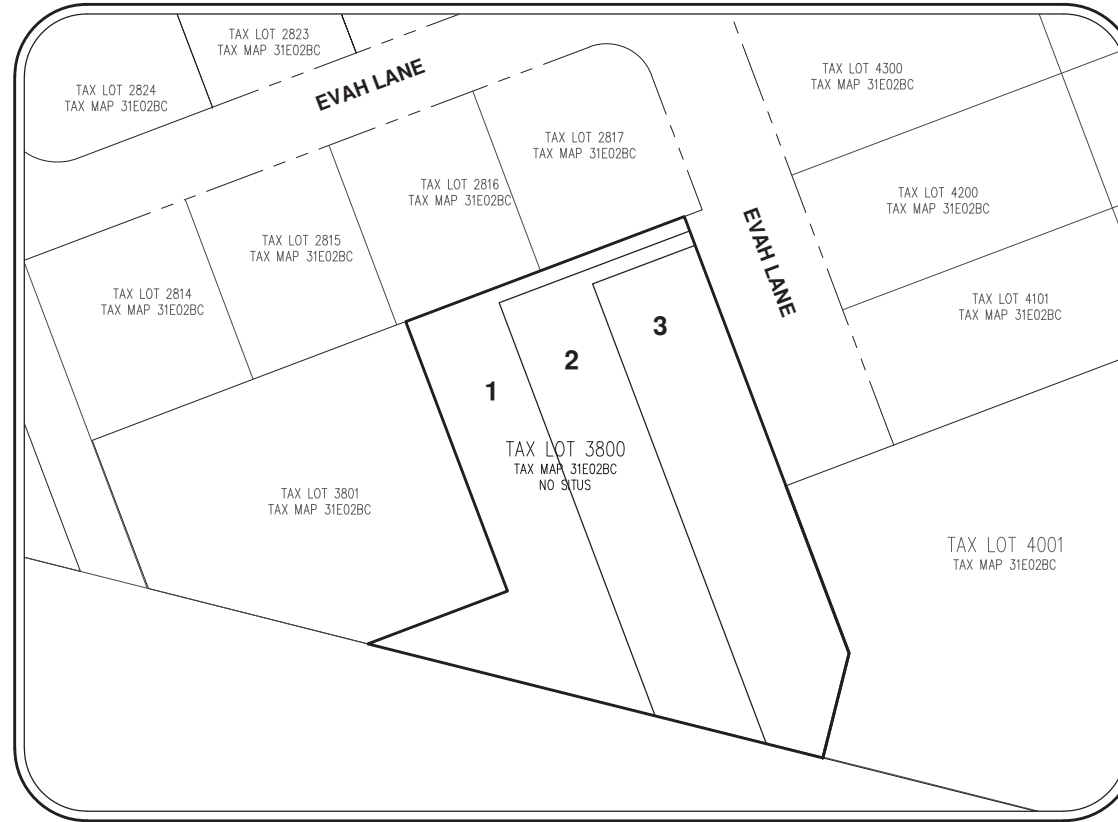 TAX LOT 2823
TAX MAP 31E02BC
TAX LOT 2824
TAX MAP 31E02BC
EVAH LANE
TAX LOT 4300
TAX MAP 31E02BC
TAX LOT 2817
TAX MAP 31E02BC
TAX LOT 2816
TAX MAP 31E02BC
TAX LOT 4200
TAX MAP 31E02BC
TAX LOT 2815
TAX MAP 31E02BC
EVAH LANE
TAX LOT 2814
TAX MAP 31E02BC
TAX LOT 4101
TAX MAP 31E02BC
3
2
1
TAX LOT 3800
TAX MAP 31E02BC
NO SITUS
TAX LOT 3801
TAX MAP 31E02BC
TAX LOT 4001
TAX MAP 31E02BC